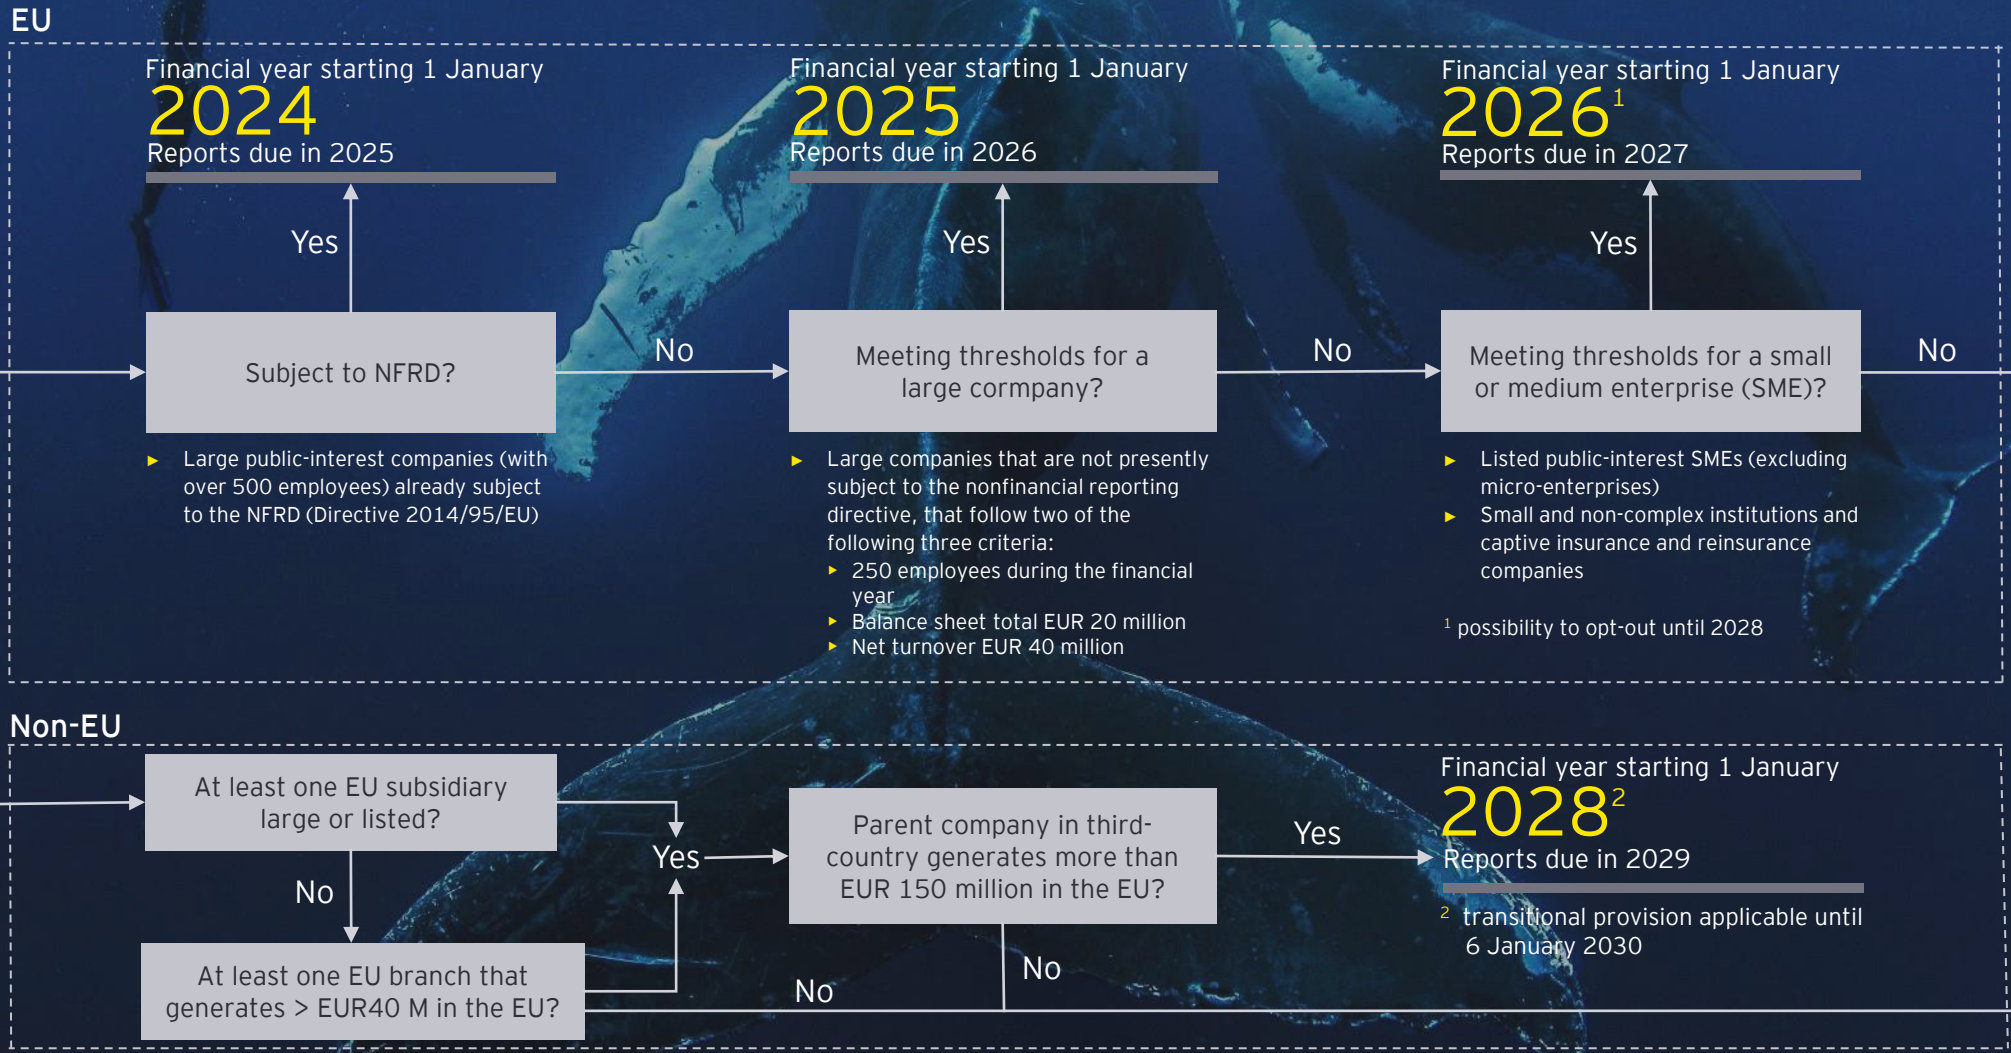 EU
Financial year starting 1 January
2024
Reports due in 2025
Yes
Subject to NFRD?
► Large public-interest companies (with
over 500 employees) already subject
to the NFRD (Directive 2014/95/EU)
No
Financial year starting 1 January
2025
Reports due in 2026
Yes
Meeting thresholds for a
large cormpany?
► Large companies that are not presently
subject to the nonfinancial reporting
directive, that follow two of the
following three criteria:
► 250 employees during the financial
year
► Balance sheet total EUR 20 million
► Net turnover EUR 40 million
No
Financial year starting 1 January
2026¹
Reports due in 2027
Yes
Meeting thresholds for a small
or medium enterprise (SME)?
► Listed public-interest SMEs (excluding
micro-enterprises)
► Small and non-complex institutions and
captive insurance and reinsurance
companies
¹ possibility to opt-out until 2028
No
Non-EU
At least one EU subsidiary
large or listed?
No
At least one EU branch that
generates > EUR40 M in the EU?
Yes
No
Parent company in third-
country generates more than
EUR 150 million in the EU?
No
Yes
Financial year starting 1 January
2028²
Reports due in 2029
² transitional provision applicable until
6 January 2030